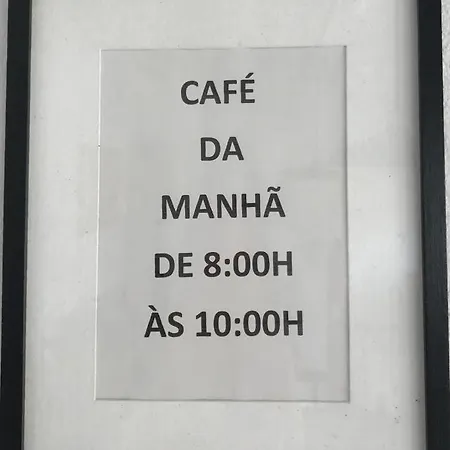 CAFÉ
DA
MANHÃ
DE 8:00H
ÀS 10:00H